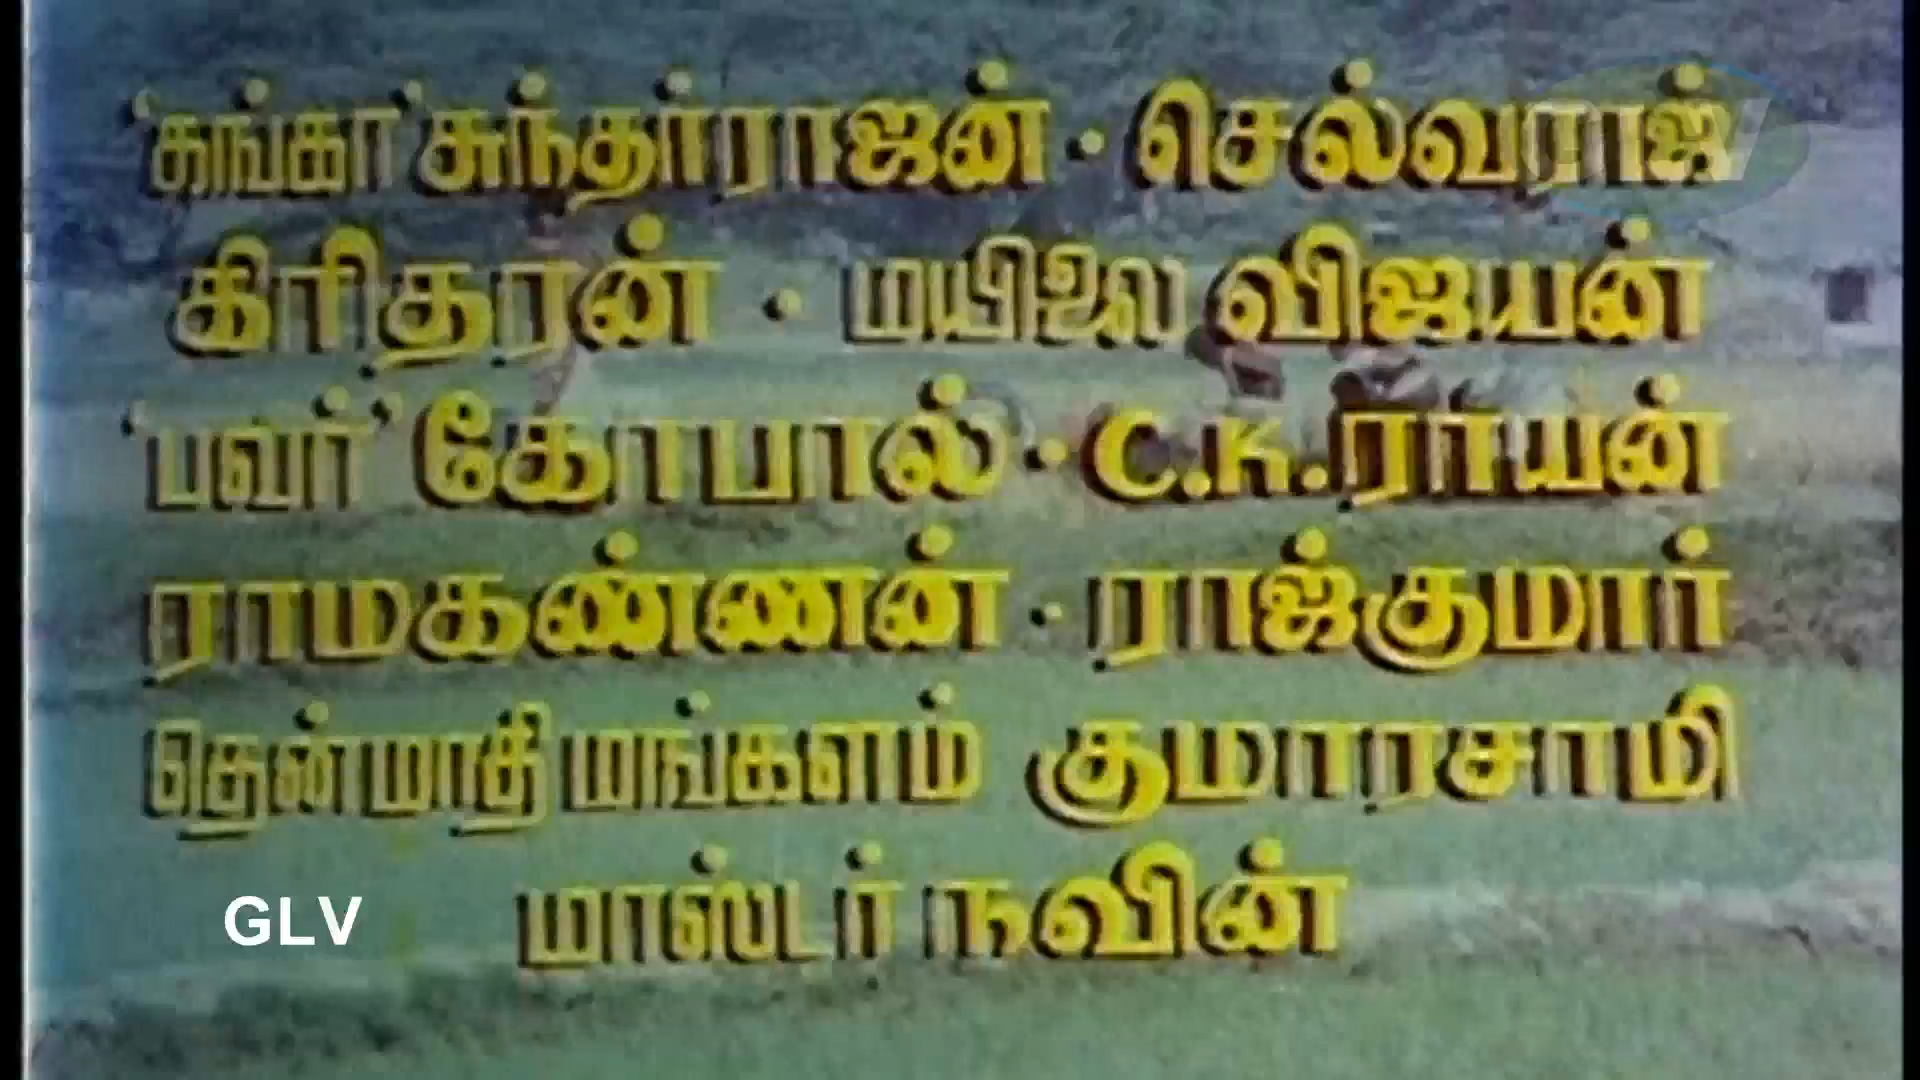 'கங்கா' சுந்தர்ராஜன் · செல்வராஜ்
கிரிதரன் · மயிலை விஜயன்
'பவர்' கோபால் · C.K.ராயன்
ராமகண்ணன் · ராஜ்குமார்
தென்மாதி மங்களம் குமாரசாமி
மாஸ்டர் நவின்
GLV